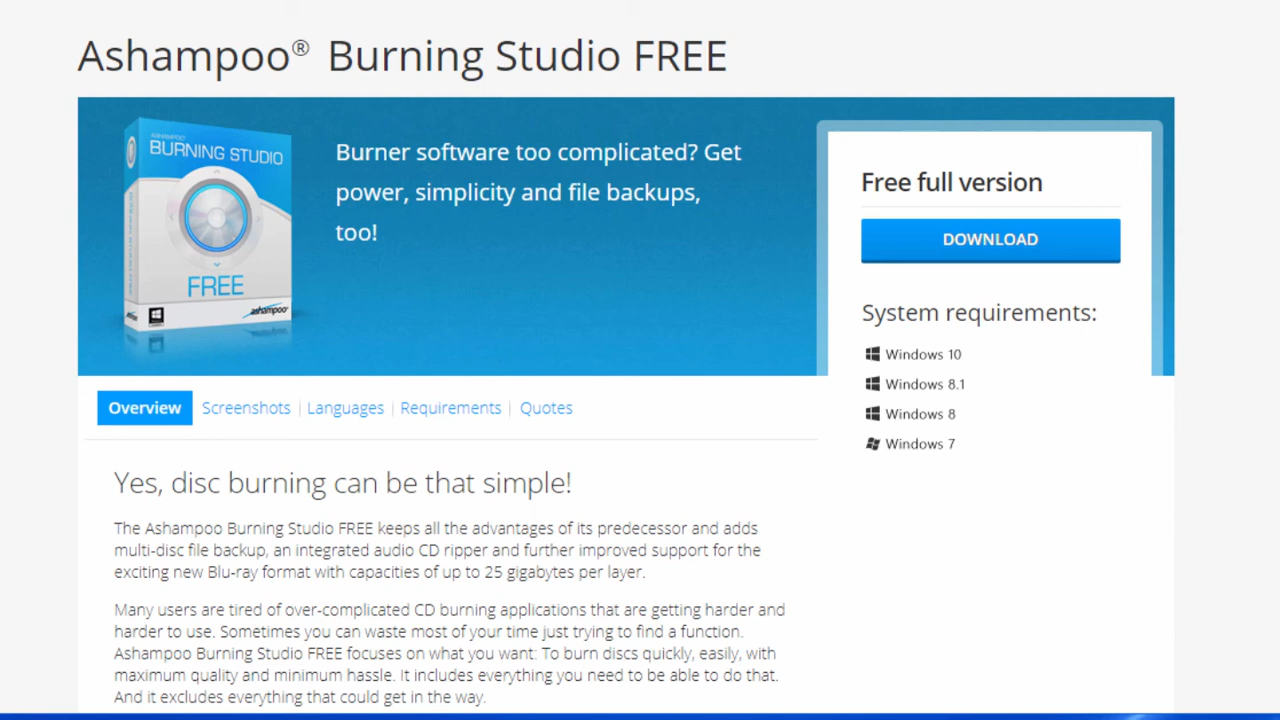 Ashampoo® Burning Studio FREE
ASHAMPOO®
BURNING STUDIO
FREE
ashampoo®
Burner software too complicated? Get
power, simplicity and file backups,
too!
Free full version
DOWNLOAD
System requirements:
Windows 10
Windows 8.1
Windows 8
Windows 7
Overview
Screenshots
Languages
Requirements
Quotes
Yes, disc burning can be that simple!
The Ashampoo Burning Studio FREE keeps all the advantages of its predecessor and adds
multi-disc file backup, an integrated audio CD ripper and further improved support for the
exciting new Blu-ray format with capacities of up to 25 gigabytes per layer.
Many users are tired of over-complicated CD burning applications that are getting harder and
harder to use. Sometimes you can waste most of your time just trying to find a function.
Ashampoo Burning Studio FREE focuses on what you want: To burn discs quickly, easily, with
maximum quality and minimum hassle. It includes everything you need to be able to do that.
And it excludes everything that could get in the way.